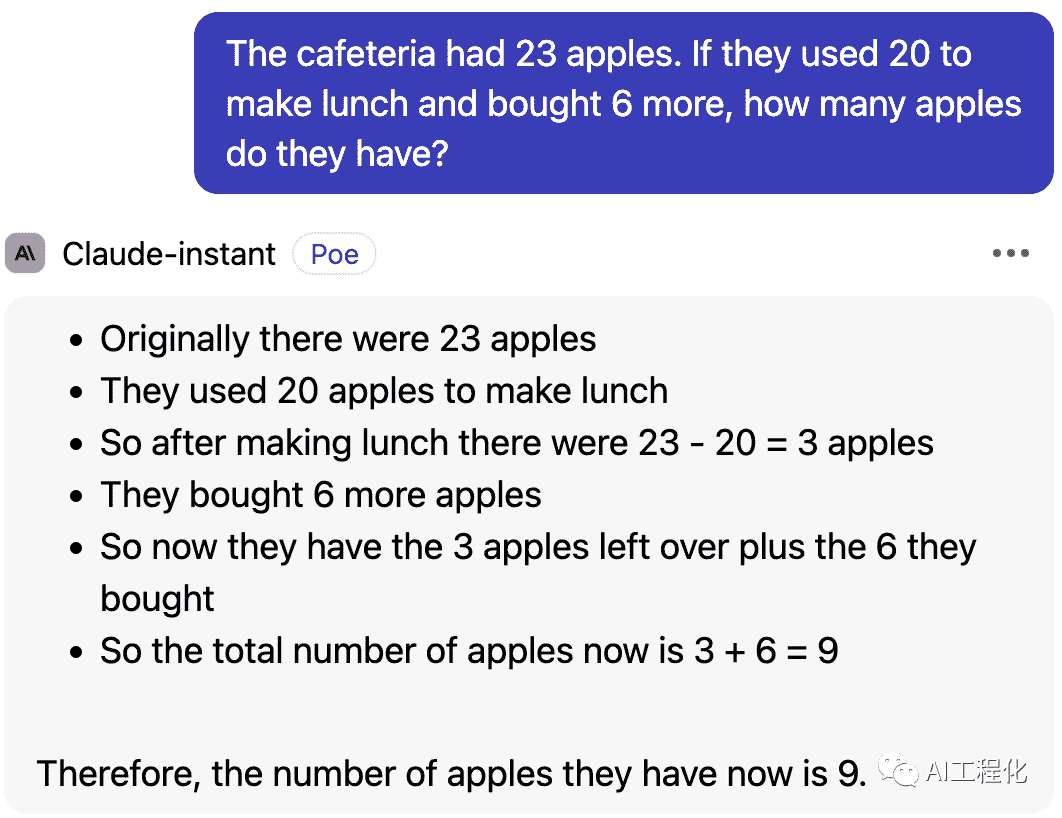 The cafeteria had 23 apples. If they used 20 to
make lunch and bought 6 more, how many apples
do they have?
A\ Claude-instant Poe
• Originally there were 23 apples
• They used 20 apples to make lunch
• So after making lunch there were 23 - 20 = 3 apples
• They bought 6 more apples
• So now they have the 3 apples left over plus the 6 they
bought
• So the total number of apples now is 3 + 6 = 9
Therefore, the number of apples they have now is 9.
AI工程化